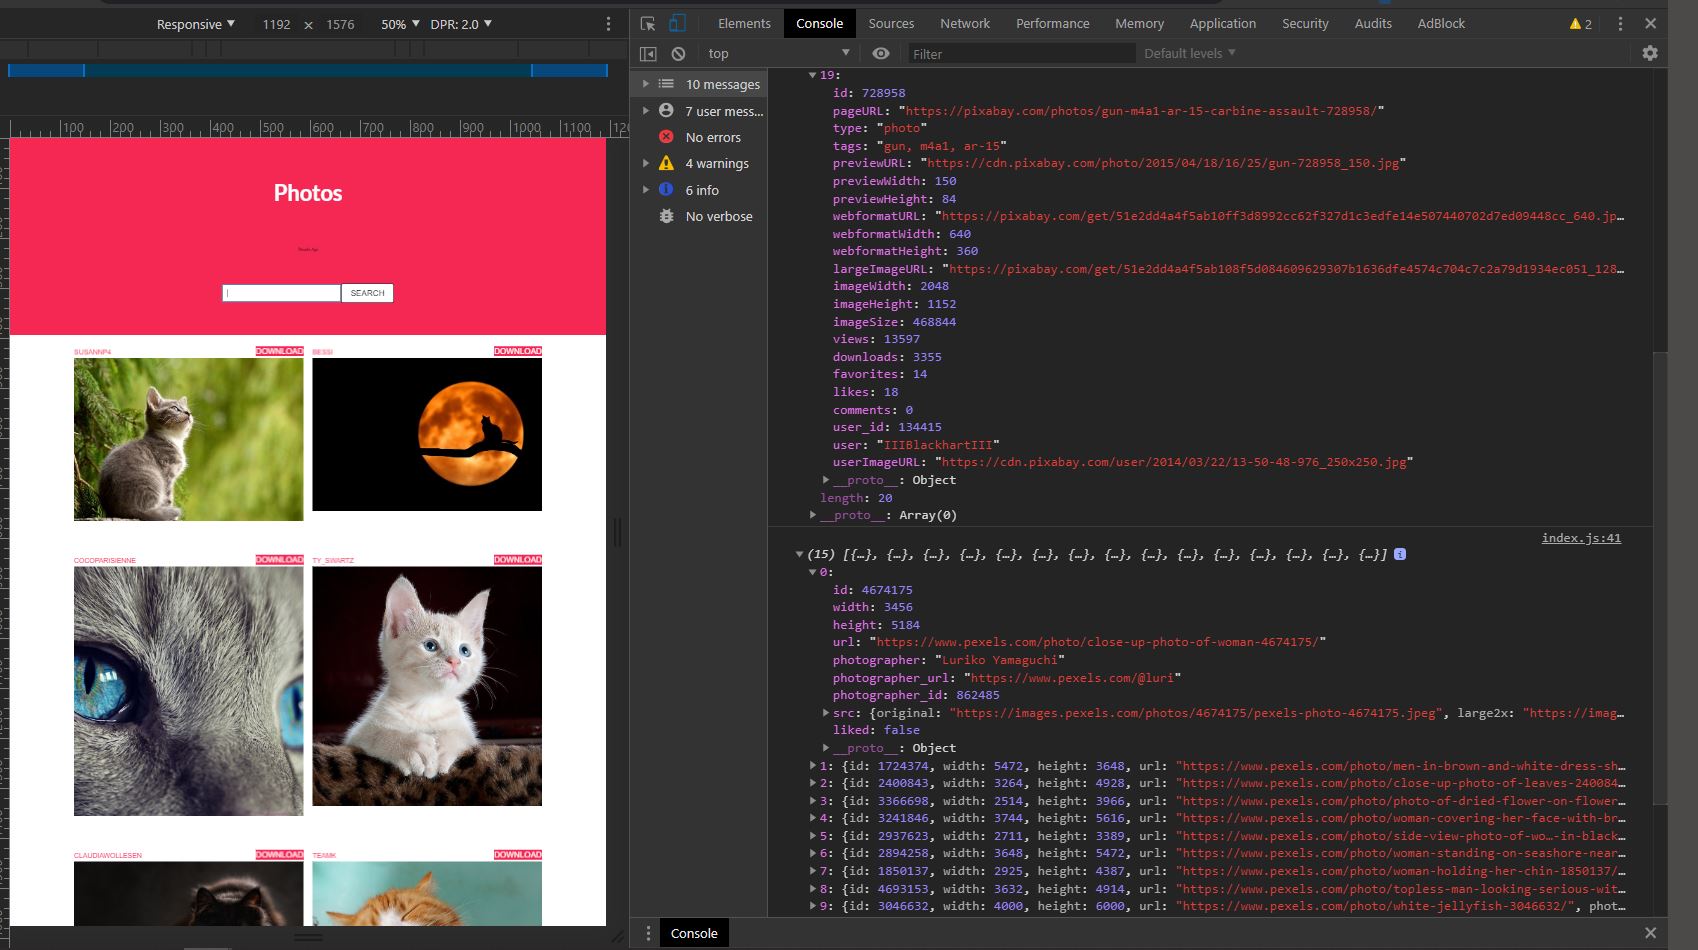 Responsive ▼ 1192 × 1576 50% ▼ DPR: 2.0 ▼
100 200 300 400 500 600 700 800 900 1000 1100
Photos
SEARCH
SUSANNP4 DOWNLOAD
BESSI DOWNLOAD
COCOPARISIENNE DOWNLOAD
TY_SWARTZ DOWNLOAD
CLAUDIAWOLLESEN DOWNLOAD
TEAMK DOWNLOAD
Elements Console Sources Network Performance Memory Application Security Audits AdBlock 2
top ▼ Filter Default levels ▼
10 messages
7 user mess...
No errors
4 warnings
6 info
No verbose
▼19:
id: 728958
pageURL: "https://pixabay.com/photos/gun-m4a1-ar-15-carbine-assault-728958/"
type: "photo"
tags: "gun, m4a1, ar-15"
previewURL: "https://cdn.pixabay.com/photo/2015/04/18/16/25/gun-728958_150.jpg"
previewWidth: 150
previewHeight: 84
webformatURL: "https://pixabay.com/get/51e2dd4a4f5ab10ff3d8992cc62f327d1c3edfe14e507440702d7ed09448cc_640.jp…
webformatWidth: 640
webformatHeight: 360
largeImageURL: "https://pixabay.com/get/51e2dd4a4f5ab108f5d084609629307b1636dfe4574c704c7c2a79d1934ec051_128…
imageWidth: 2048
imageHeight: 1152
imageSize: 468844
views: 13597
downloads: 3355
favorites: 14
likes: 18
comments: 0
user_id: 134415
user: "IIIBlackhartIII"
userImageURL: "https://cdn.pixabay.com/user/2014/03/22/13-50-48-976_250x250.jpg"
▶__proto__: Object
length: 20
▶__proto__: Array(0)
index.js:41
▼(15) [{…}, {…}, {…}, {…}, {…}, {…}, {…}, {…}, {…}, {…}, {…}, {…}, {…}, {…}, {…}] i
▼0:
id: 4674175
width: 3456
height: 5184
url: "https://www.pexels.com/photo/close-up-photo-of-woman-4674175/"
photographer: "Luriko Yamaguchi"
photographer_url: "https://www.pexels.com/@luri"
photographer_id: 862485
▶src: {original: "https://images.pexels.com/photos/4674175/pexels-photo-4674175.jpeg", large2x: "https://imag…
liked: false
▶__proto__: Object
▶1: {id: 1724374, width: 5472, height: 3648, url: "https://www.pexels.com/photo/men-in-brown-and-white-dress-sh…
▶2: {id: 2400843, width: 3264, height: 4928, url: "https://www.pexels.com/photo/close-up-photo-of-leaves-240084…
▶3: {id: 3366698, width: 2514, height: 3966, url: "https://www.pexels.com/photo/photo-of-dried-flower-on-flower…
▶4: {id: 3241846, width: 3744, height: 5616, url: "https://www.pexels.com/photo/woman-covering-her-face-with-br…
▶5: {id: 2937623, width: 2711, height: 3389, url: "https://www.pexels.com/photo/side-view-photo-of-wo…-in-black…
▶6: {id: 2894258, width: 3648, height: 5472, url: "https://www.pexels.com/photo/woman-standing-on-seashore-near…
▶7: {id: 1850137, width: 2925, height: 4387, url: "https://www.pexels.com/photo/woman-holding-her-chin-1850137/…
▶8: {id: 4693153, width: 3632, height: 4914, url: "https://www.pexels.com/photo/topless-man-looking-serious-wit…
▶9: {id: 3046632, width: 4000, height: 6000, url: "https://www.pexels.com/photo/white-jellyfish-3046632/", phot…
Console